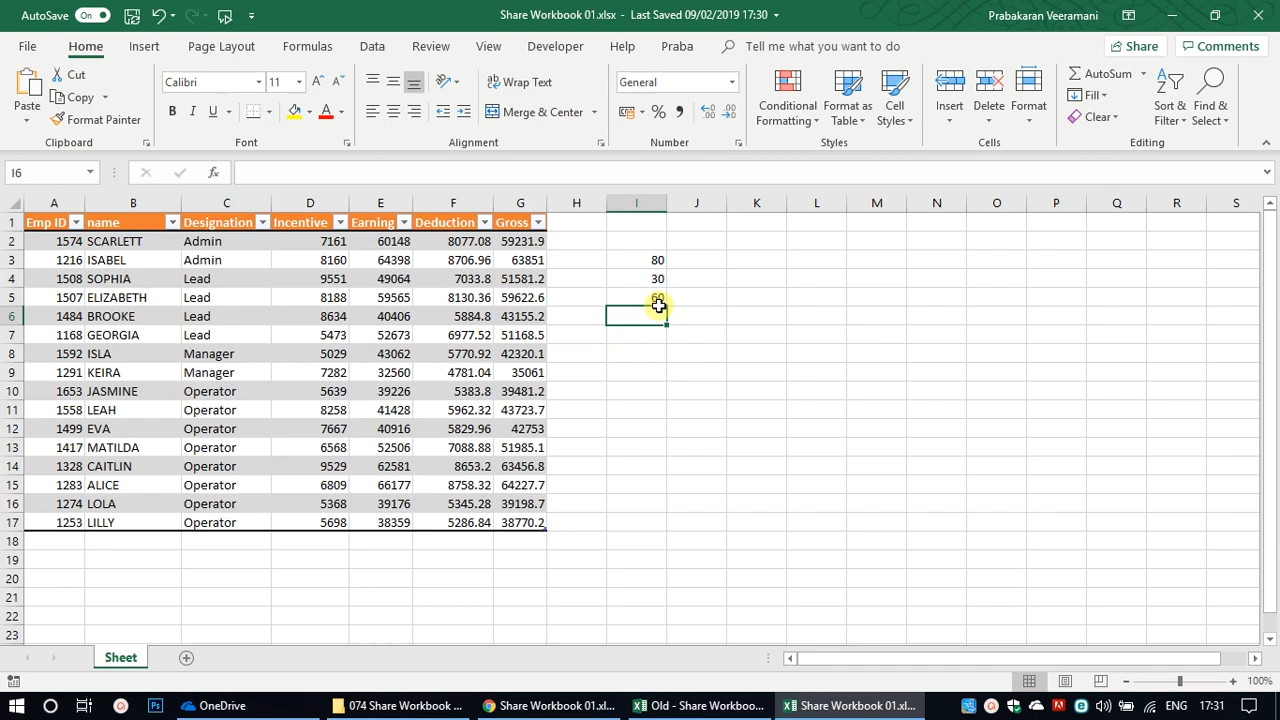 AutoSave On
Share Workbook 01.xlsx - Last Saved 09/02/2019 17:30
Prabakaran Veeramani
File Home Insert Page Layout Formulas Data Review View Developer Help Praba Tell me what you want to do Share Comments
Paste Cut Copy Format Painter Clipboard
Calibri 11 B I U A Font
Wrap Text Merge & Center Alignment
General % Number
Conditional Formatting Format as Table Cell Styles Styles
Insert Delete Format Cells
AutoSum Fill Clear Sort & Filter Find & Select Editing
I6 fx
A B C D E F G H I J K L M N O P Q R S
1 Emp ID name Designation Incentive Earning Deduction Gross
2 1574 SCARLETT Admin 7161 60148 8077.08 59231.9
3 1216 ISABEL Admin 8160 64398 8706.96 63851 80
4 1508 SOPHIA Lead 9551 49064 7033.8 51581.2 30
5 1507 ELIZABETH Lead 8188 59565 8130.36 59622.6 60
6 1484 BROOKE Lead 8634 40406 5884.8 43155.2
7 1168 GEORGIA Lead 5473 52673 6977.52 51168.5
8 1592 ISLA Manager 5029 43062 5770.92 42320.1
9 1291 KEIRA Manager 7282 32560 4781.04 35061
10 1653 JASMINE Operator 5639 39226 5383.8 39481.2
11 1558 LEAH Operator 8258 41428 5962.32 43723.7
12 1499 EVA Operator 7667 40916 5829.96 42753
13 1417 MATILDA Operator 6568 52506 7088.88 51985.1
14 1328 CAITLIN Operator 9529 62581 8653.2 63456.8
15 1283 ALICE Operator 6809 66177 8758.32 64227.7
16 1274 LOLA Operator 5368 39176 5345.28 39198.7
17 1253 LILLY Operator 5698 38359 5286.84 38770.2
18
19
20
21
22
23
Sheet
100%
OneDrive 074 Share Workbook ... Share Workbook 01.xl... Old - Share Workboo... Share Workbook 01.xl... ENG 17:31